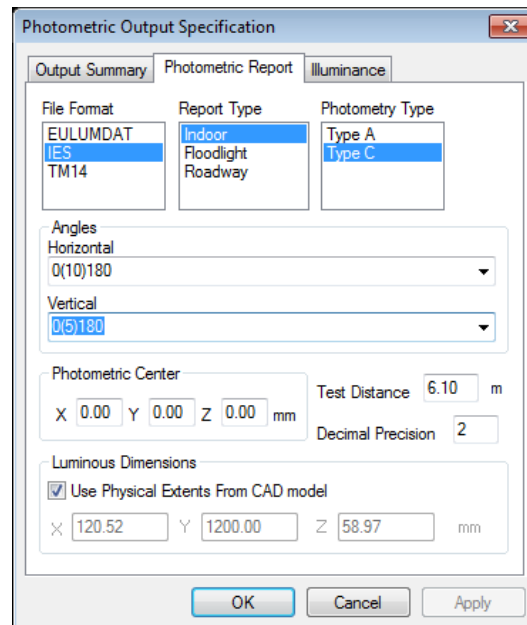 Photometric Output Specification
Output Summary Photometric Report Illuminance
File Format Report Type Photometry Type
EULUMDAT Indoor Type A
IES Floodlight Type C
TM14 Roadway
Angles
Horizontal
0(10)180
Vertical
0(5)180
Photometric Center
Test Distance 6.10 m
X 0.00 Y 0.00 Z 0.00 mm
Decimal Precision 2
Luminous Dimensions
Use Physical Extents From CAD model
X 120.52 Y 1200.00 Z 58.97 mm
OK Cancel Apply